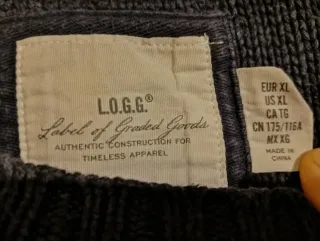 L.O.G.G.®
Label of Graded Goods
AUTHENTIC CONSTRUCTION FOR
TIMELESS APPAREL
EUR XL
US XL
CA TG
CN 175/116A
MX XG
MADE IN
CHINA